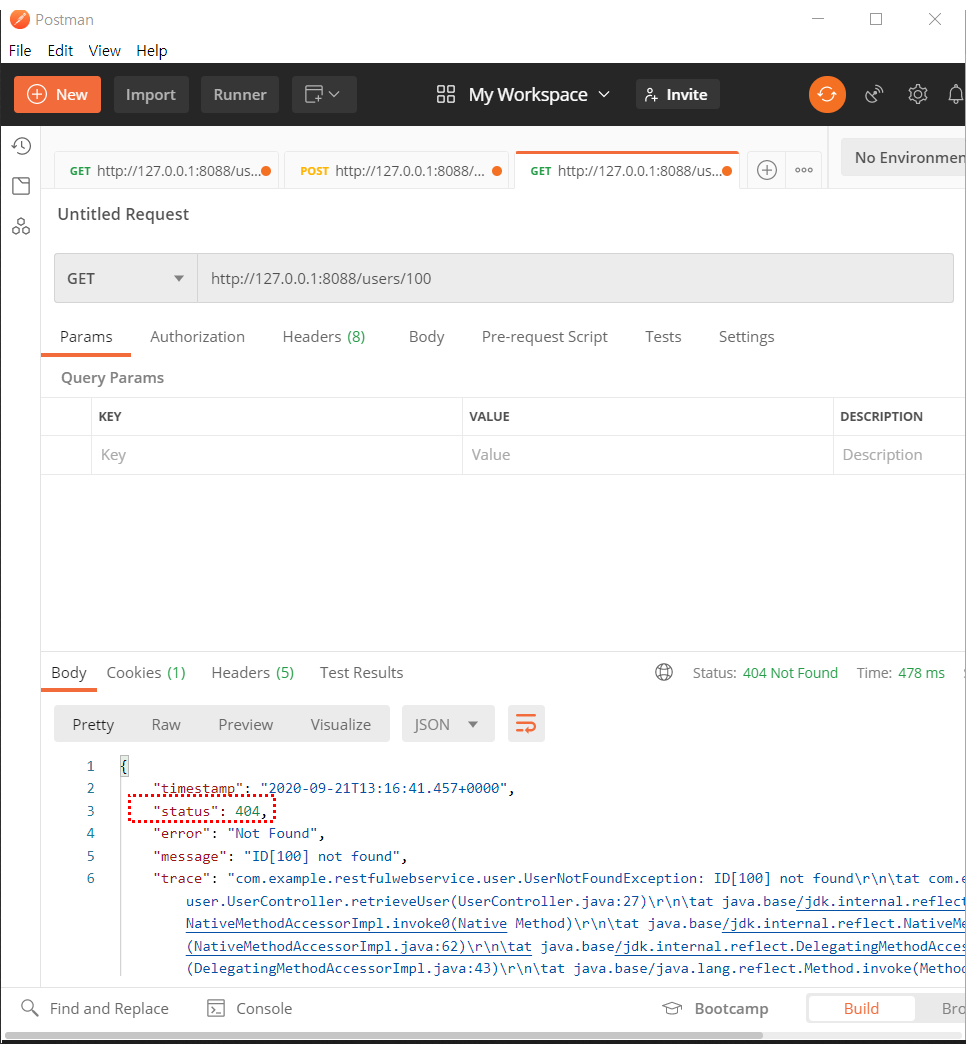 Postman
File Edit View Help
New Import Runner My Workspace Invite
GET http://127.0.0.1:8088/us... POST http://127.0.0.1:8088/... GET http://127.0.0.1:8088/us... No Environmen
Untitled Request
GET http://127.0.0.1:8088/users/100
Params Authorization Headers (8) Body Pre-request Script Tests Settings
Query Params
KEY VALUE DESCRIPTION
Key Value Description
Body Cookies (1) Headers (5) Test Results Status: 404 Not Found Time: 478 ms
Pretty Raw Preview Visualize JSON
1 {
2 "timestamp": "2020-09-21T13:16:41.457+0000",
3 "status": 404,
4 "error": "Not Found",
5 "message": "ID[100] not found",
6 "trace": "com.example.restfulwebservice.user.UserNotFoundException: ID[100] not found\r\n\tat com.e
user.UserController.retrieveUser(UserController.java:27)\r\n\tat java.base/jdk.internal.reflect
NativeMethodAccessorImpl.invoke0(Native Method)\r\n\tat java.base/jdk.internal.reflect.NativeMe
(NativeMethodAccessorImpl.java:62)\r\n\tat java.base/jdk.internal.reflect.DelegatingMethodAcces
(DelegatingMethodAccessorImpl.java:43)\r\n\tat java.base/java.lang.reflect.Method.invoke(Metho
Find and Replace Console Bootcamp Build Bro